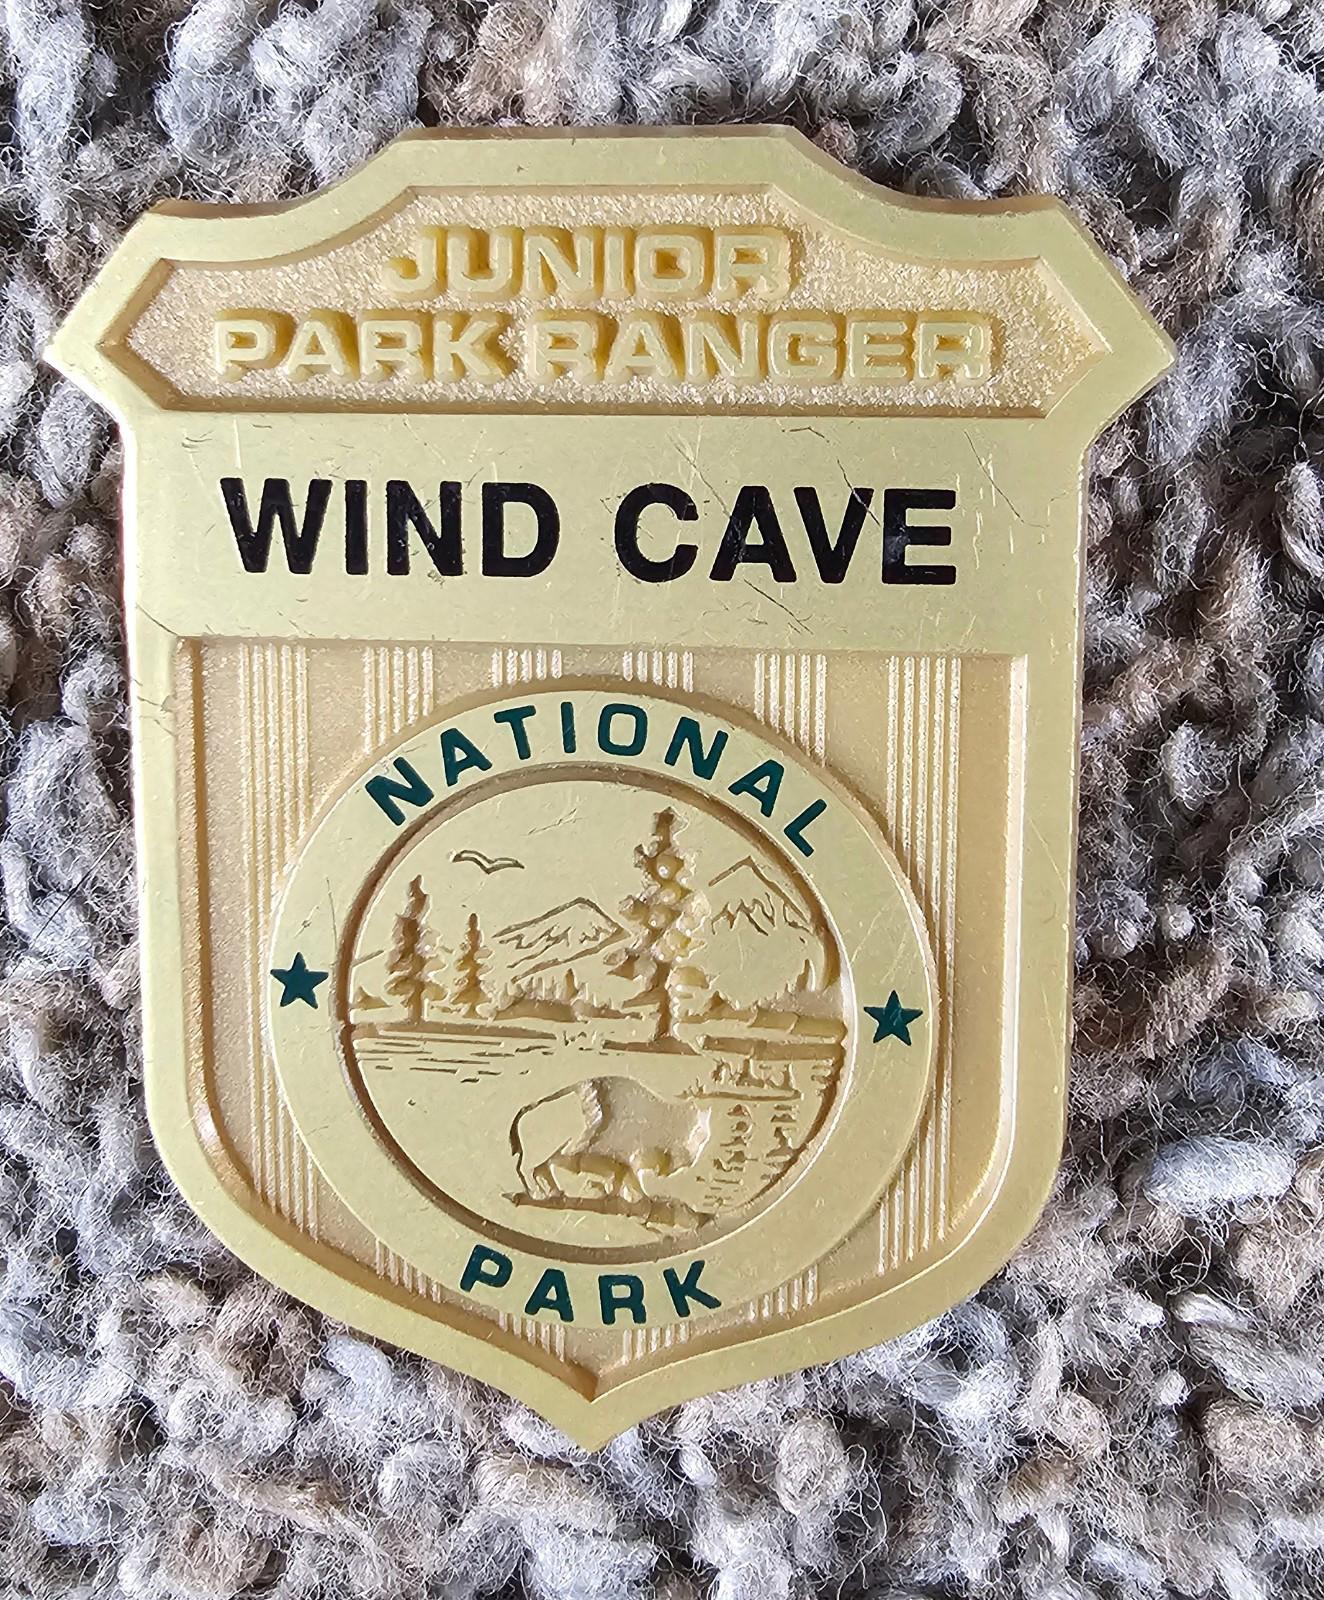 JUNIOR
PARK RANGER
WIND CAVE
NATIONAL
PARK